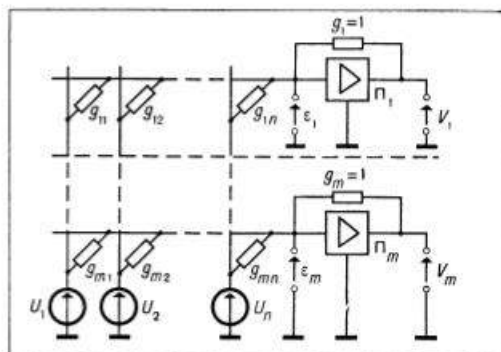 g₁=1
g₁₁ g₁₂ g₁ₙ ε₁ П₁ V₁
gₘ=1
gₘ₁ gₘ₂ gₘₙ εₘ Пₘ Vₘ
U₁ U₂ Uₙ